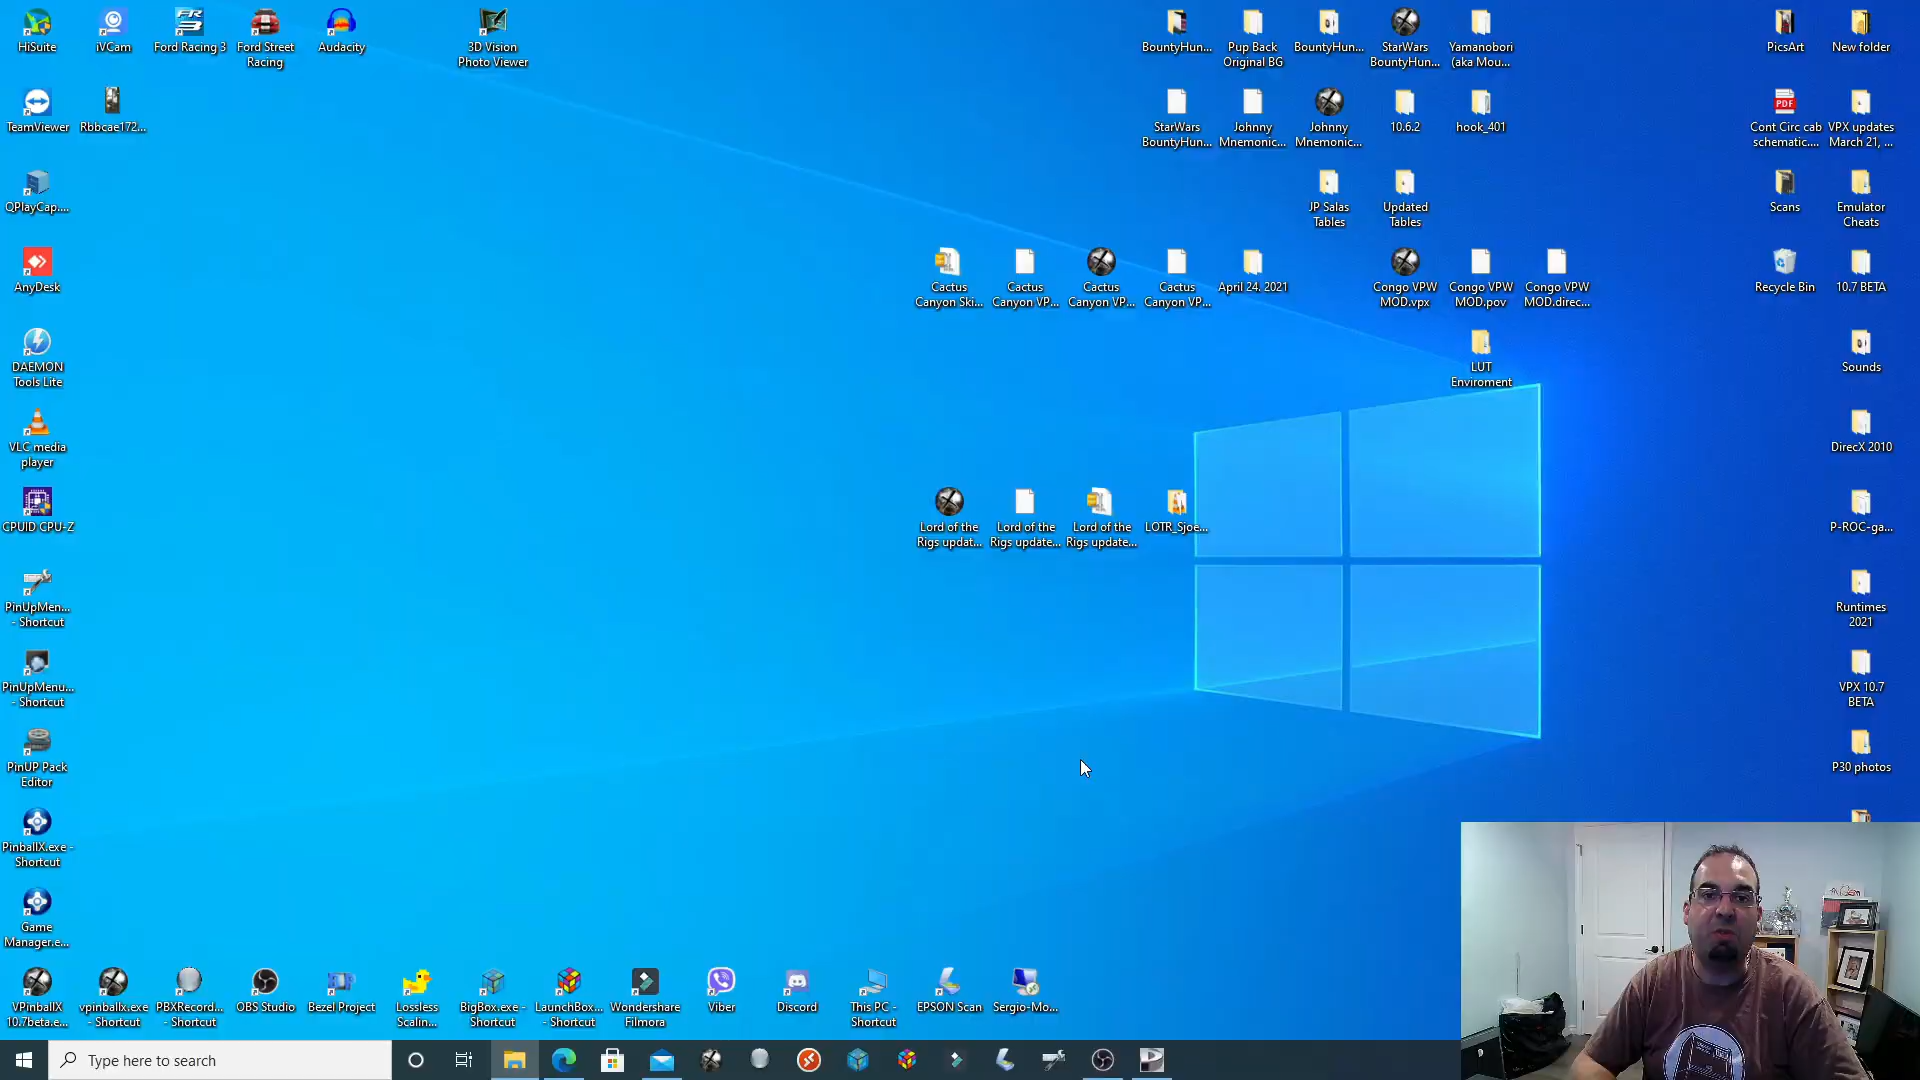 HiSuite
iVCam
Ford Racing 3
Ford Street
Racing
Audacity
3D Vision
Photo Viewer
BountyHun...
Pup Back
Original BG
BountyHun...
StarWars
BountyHun...
Yamanobori
(aka Mou...
PicsArt
New folder
TeamViewer
Rbbcae172...
StarWars
BountyHun...
Johnny
Mnemonic...
Johnny
Mnemonic...
10.6.2
hook_401
PDF
Cont Circ cab
schematic....
VPX updates
March 21, ...
QPlayCap....
JP Salas
Tables
Updated
Tables
Scans
Emulator
Cheats
AnyDesk
Cactus
Canyon Ski...
Cactus
Canyon VP...
Cactus
Canyon VP...
Cactus
Canyon VP...
April 24. 2021
Congo VPW
MOD.vpx
Congo VPW
MOD.pov
Congo VPW
MOD.direc...
Recycle Bin
10.7 BETA
DAEMON
Tools Lite
LUT
Enviroment
Sounds
VLC media
player
DirecX 2010
CPUID CPU-Z
Lord of the
Rigs updat...
Lord of the
Rigs update...
Lord of the
Rigs update...
LOTR_Sjoe...
P-ROC-ga...
PinUpMen...
- Shortcut
Runtimes
2021
PinUpMenu...
- Shortcut
VPX 10.7
BETA
PinUP Pack
Editor
P30 photos
PinballX.exe -
Shortcut
Game
Manager.e...
VPinballX
10.7beta.e...
vpinballx.exe
- Shortcut
PBXRecord...
- Shortcut
OBS Studio
Bezel Project
Lossless
Scalin...
BigBox.exe -
Shortcut
LaunchBox...
- Shortcut
Wondershare
Filmora
Viber
Discord
This PC -
Shortcut
EPSON Scan
Sergio-Mo...
Type here to search